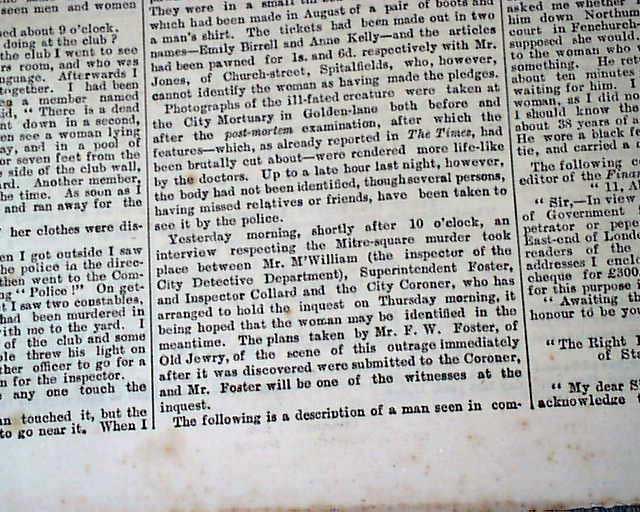 seen men and women
ed about 9 o'clock.
doing at the club?
the club I went to see
room, and who was
nguage. Afterwards I
together. I had been
a member named
id, "There is a dead
nt down in second,
see a woman lying
ay, and in a pool of
or seven feet from the
side of the club wall,
rd. Another member,
the time. As soon as I
and ran away for the
her clothes were dis-
en I got outside I saw
the police in the direc-
then went to the Com-
ng 'Police!'" On get-
I saw two constables,
had been murdered in
with me to the yard. I
of the club and some
ole threw his light on
ther officer to go for a
n for the inspector.
any one touch the
an touched it, but the
to go near it. When I
They were in a small
which had been made in August of a pair of boots and
a man's shirt. The tickets had been made out in two
names—Emily Birrell and Anne Kelly—and the articles
had been pawned for 1s. and 6d. respectively with Mr.
Jones, of Church-street, Spitalfields, who, however,
cannot identify the woman as having made the pledges.
Photographs of the ill-fated creature were taken at
the City Mortuary in Golden-lane both before and
after the post-mortem examination, after which the
features—which, as already reported in The Times, had
been brutally cut about—were rendered more life-like
by the doctors. Up to a late hour last night, however,
the body had not been identified, thoughseveral persons,
having missed relatives or friends, have been taken to
see it by the police.
Yesterday morning, shortly after 10 o'clock, an
interview respecting the Mitre-square murder took
place between Mr. M'William (the inspector of the
City Detective Department), Superintendent Foster,
and Inspector Collard and the City Coroner, who has
arranged to hold the inquest on Thursday morning, it
being hoped that the woman may be identified in the
meantime. The plans taken by Mr. F. W. Foster, of
Old Jewry, of the scene of this outrage immediately
after it was discovered were submitted to the Coroner,
and Mr. Foster will be one of the witnesses at the
inquest.
The following is a description of a man seen in com-
asked me whether
him down Northum
court in Fenchurch
supposed she would
to the woman who
something. He ret
about ten minutes
waiting for him. I
woman, as I did no
I should know the
about 38 years of a
He wore a black
tie, and carried a
The following
editor of the Finan
"11, A
"Sir,—In view
of Government
petrator or perpe
East-end of Londo
readers of the
addresses I enclo
cheque for £300
for this purpose i
"Awaiting th
honour to be yo
"The Right
of St
"My dear S
acknowledge